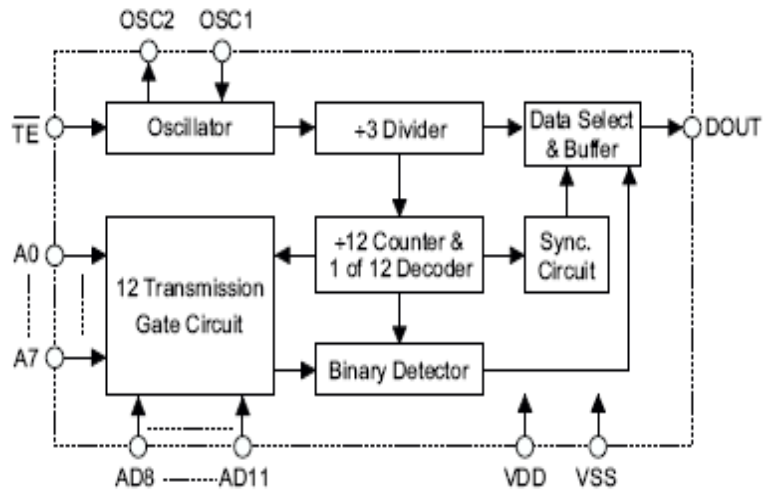 OSC2 OSC1
TE
Oscillator
÷3 Divider
Data Select
& Buffer
DOUT
A0
A7
12 Transmission
Gate Circuit
÷12 Counter &
1 of 12 Decoder
Sync.
Circuit
Binary Detector
AD8 AD11
VDD VSS